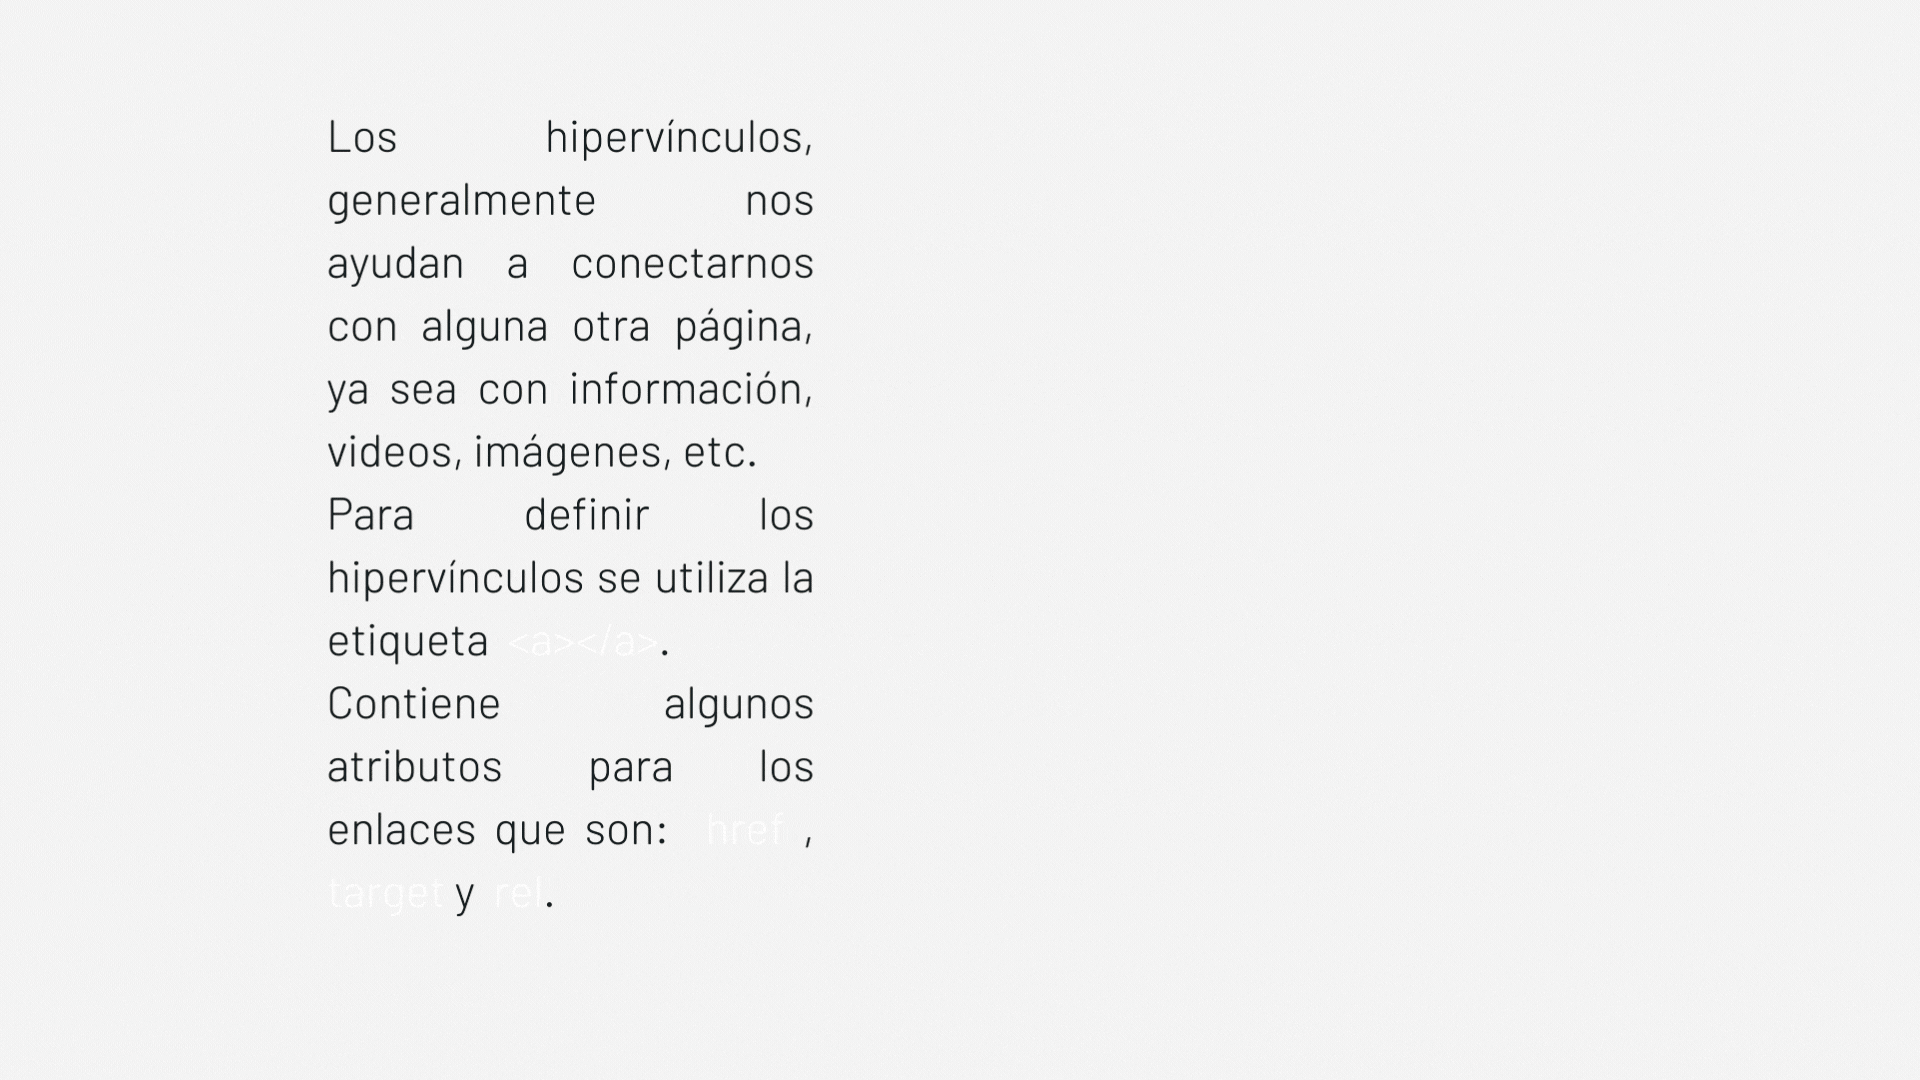 Los hipervínculos,
generalmente nos
ayudan a conectarnos
con alguna otra página,
ya sea con información,
videos, imágenes, etc.
Para definir los
hipervínculos se utiliza la
etiqueta <a></a>.
Contiene algunos
atributos para los
enlaces que son: href ,
target y rel.